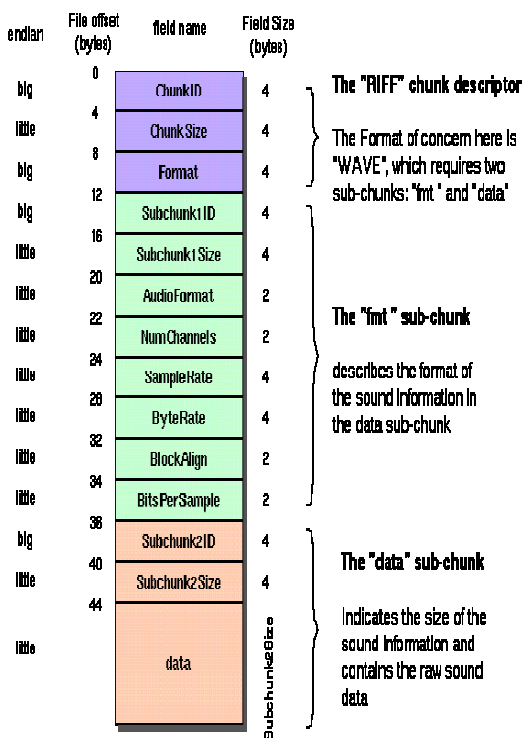 endian
File offset
(bytes)
field name
Field Size
(bytes)
0
big
ChunkID
4
4
little
ChunkSize
4
8
big
Format
4
12
big
Subchunk1ID
4
16
little
Subchunk1Size
4
20
little
AudioFormat
2
22
little
NumChannels
2
24
little
SampleRate
4
28
little
ByteRate
4
32
little
BlockAlign
2
34
little
BitsPerSample
2
36
big
Subchunk2ID
4
40
little
Subchunk2Size
4
44
little
data
Subchunk2Size
The "RIFF" chunk descriptor
The Format of concern here is
"WAVE", which requires two
sub-chunks: "fmt " and "data"
The "fmt " sub-chunk
describes the format of
the sound information in
the data sub-chunk
The "data" sub-chunk
Indicates the size of the
sound information and
contains the raw sound
data